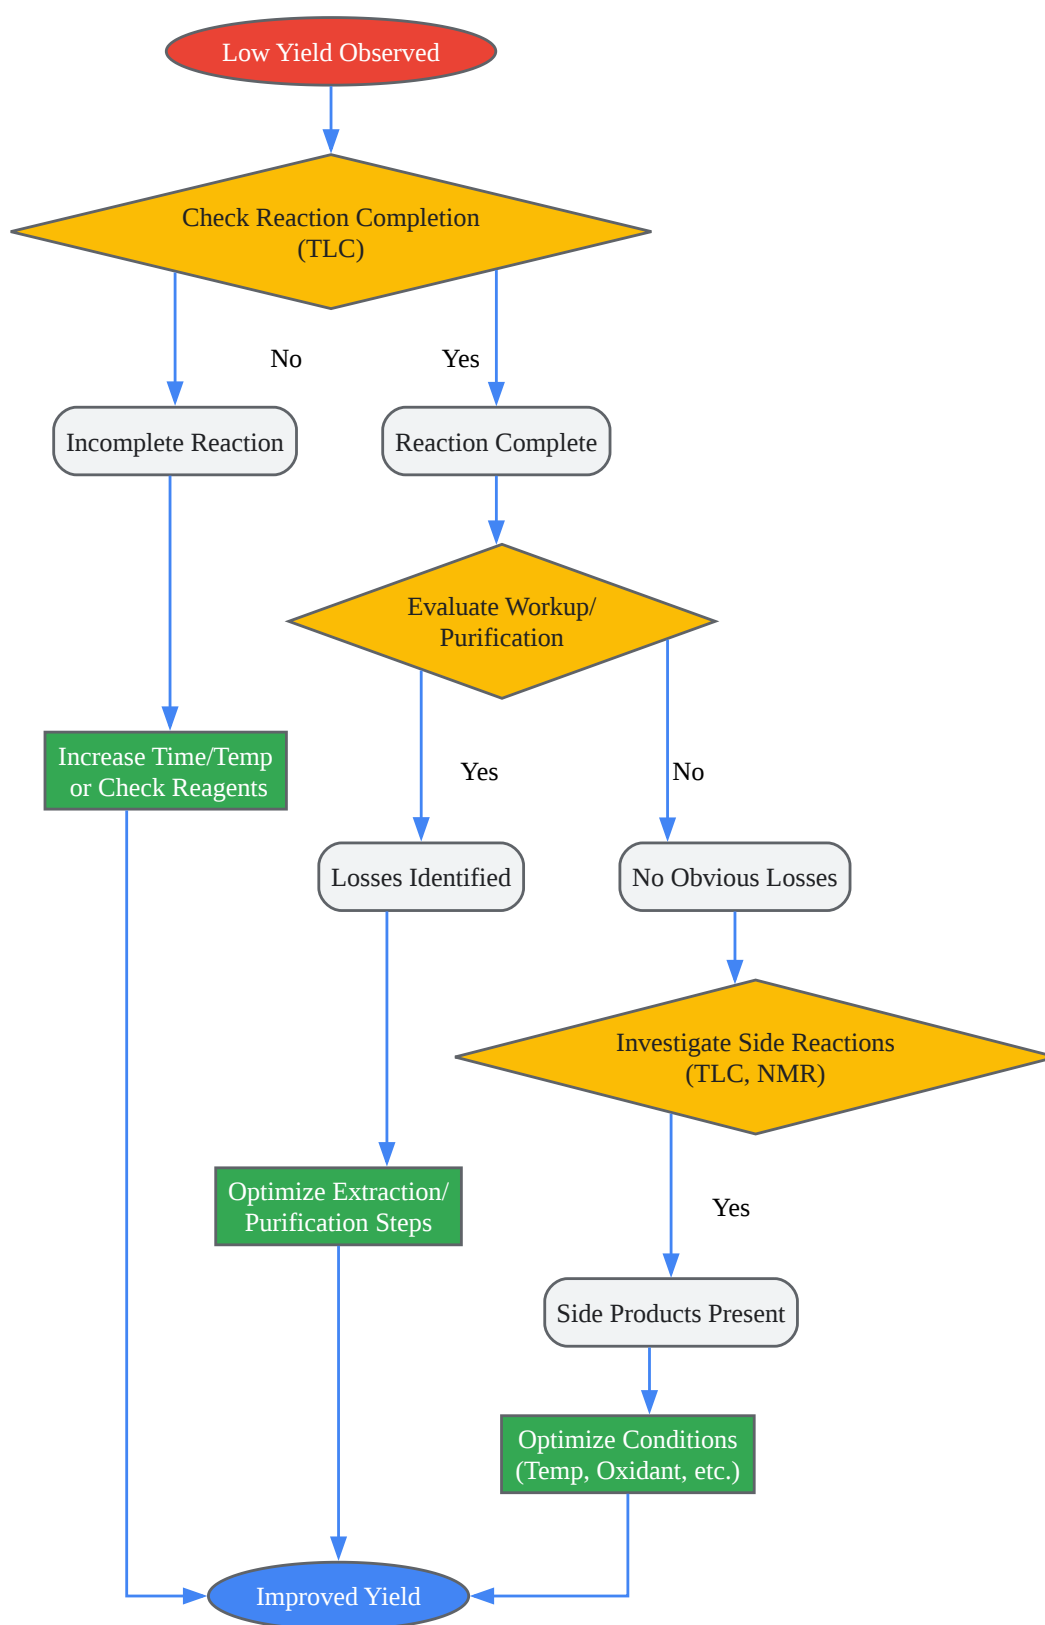 Low Yield Observed
Check Reaction Completion
(TLC)
No
Yes
Incomplete Reaction
Reaction Complete
Evaluate Workup/
Purification
Increase Time/Temp
or Check Reagents
Yes
No
Losses Identified
No Obvious Losses
Investigate Side Reactions
(TLC, NMR)
Optimize Extraction/
Purification Steps
Yes
Side Products Present
Optimize Conditions
(Temp, Oxidant, etc.)
Improved Yield